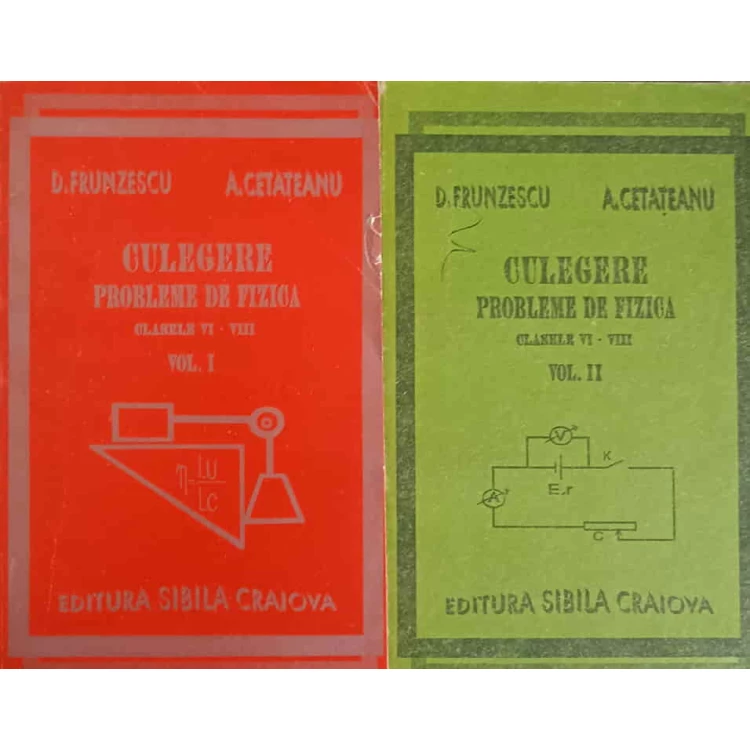 D.FRUNZESCU A.CETATEANU
CULEGERE
PROBLEME DE FIZICA
CLASELE VI - VIII
VOL. I
η=Lu/Lc
EDITURA SIBILA CRAIOVA
D.FRUNZESCU A.CETAȚEANU
CULEGERE
PROBLEME DE FIZICA
CLASELE VI - VIII
VOL. II
V
K
E,r
A
C
EDITURA SIBILA CRAIOVA